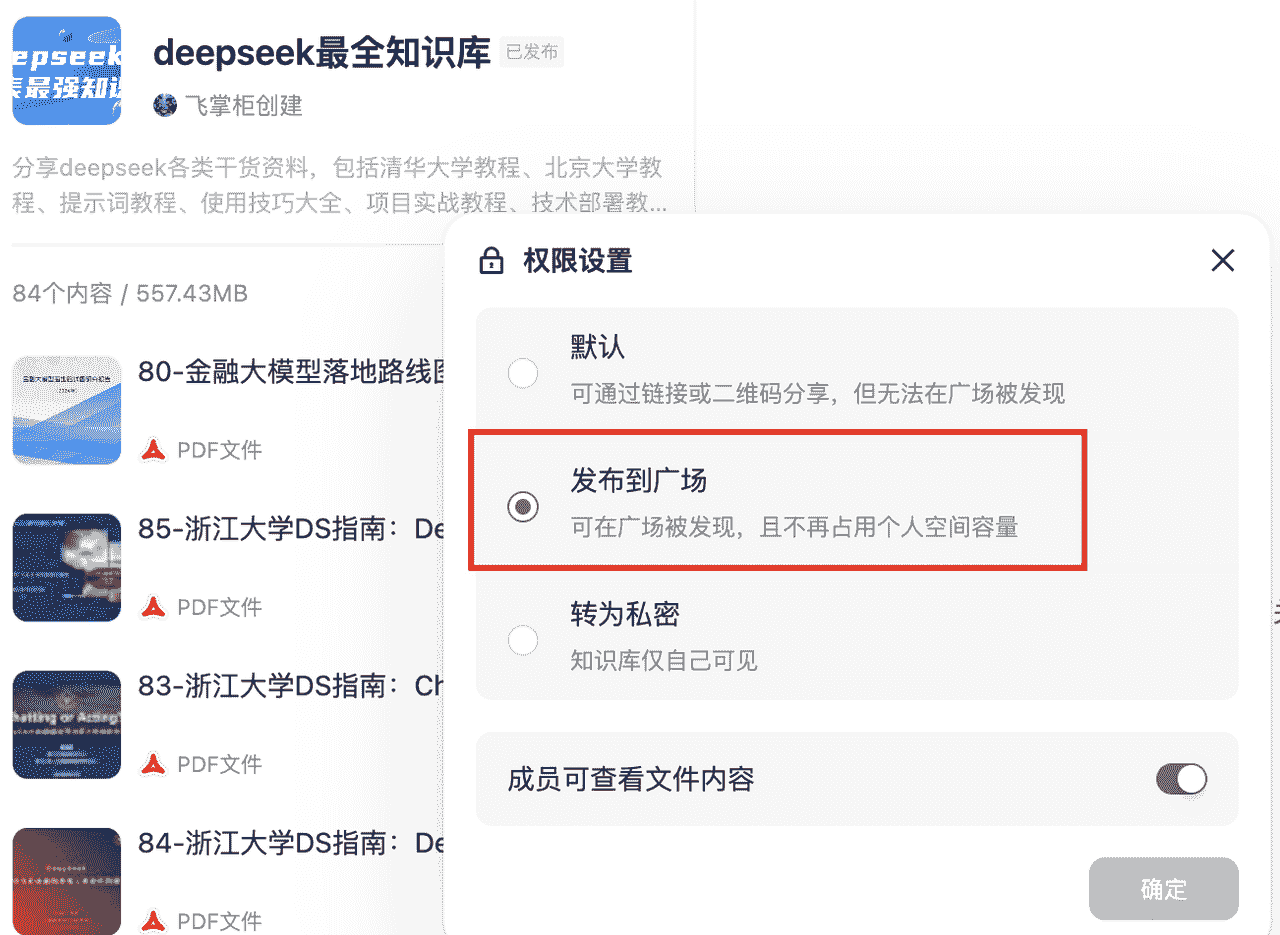 epseek
表最强知识
deepseek最全知识库
已发布
飞掌柜创建
分享deepseek各类干货资料，包括清华大学教程、北京大学教
程、提示词教程、使用技巧大全、项目实战教程、技术部署教...
84个内容 / 557.43MB
80-金融大模型落地路线图
PDF文件
85-浙江大学DS指南：De
PDF文件
83-浙江大学DS指南：Ch
PDF文件
84-浙江大学DS指南：De
PDF文件
权限设置
默认
可通过链接或二维码分享，但无法在广场被发现
发布到广场
可在广场被发现，且不再占用个人空间容量
转为私密
知识库仅自己可见
成员可查看文件内容
确定